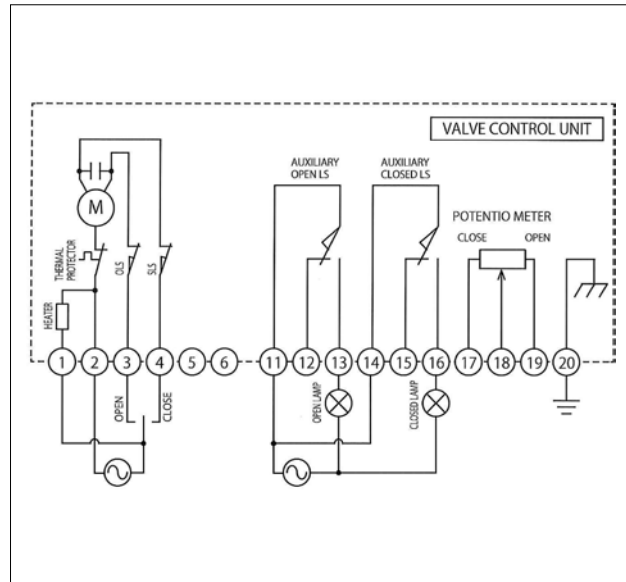 VALVE CONTROL UNIT
AUXILIARY
OPEN LS
AUXILIARY
CLOSED LS
POTENTIO METER
CLOSE
OPEN
M
THERMAL
PROTECTOR
OLS
SLS
HEATER
1 2 3 4 5 6 11 12 13 14 15 16 17 18 19 20
OPEN
CLOSE
OPEN LAMP
CLOSED LAMP